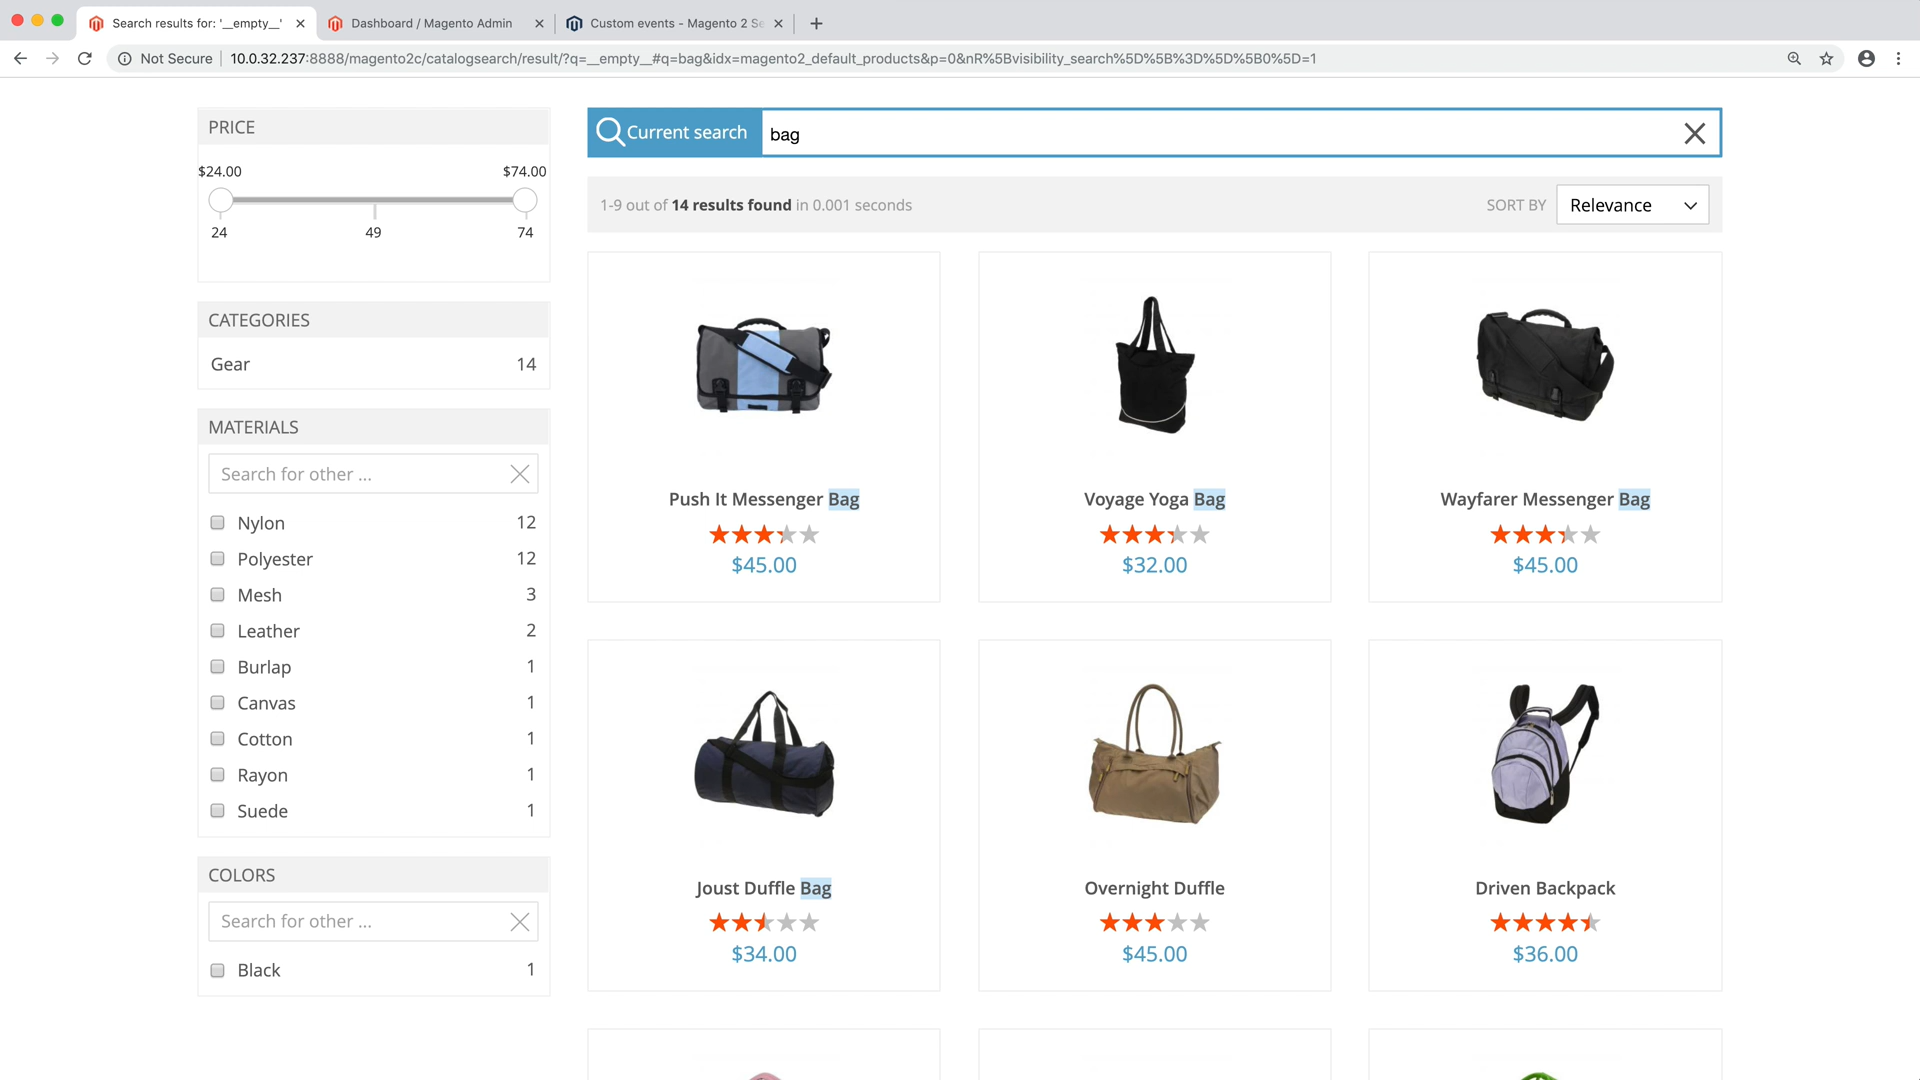 Search results for: '__empty__'
Dashboard / Magento Admin
Custom events - Magento 2 Se
Not Secure
10.0.32.237:8888/magento2c/catalogsearch/result/?q=__empty__#q=bag&idx=magento2_default_products&p=0&nR%5Bvisibility_search%5D%5B%3D%5D%5B0%5D=1
PRICE
$24.00 $74.00
24 49 74
CATEGORIES
Gear 14
MATERIALS
Search for other ...
Nylon 12
Polyester 12
Mesh 3
Leather 2
Burlap 1
Canvas 1
Cotton 1
Rayon 1
Suede 1
COLORS
Search for other ...
Black 1
Current search bag
1-9 out of 14 results found in 0.001 seconds
SORT BY Relevance
Push It Messenger Bag
$45.00
Voyage Yoga Bag
$32.00
Wayfarer Messenger Bag
$45.00
Joust Duffle Bag
$34.00
Overnight Duffle
$45.00
Driven Backpack
$36.00